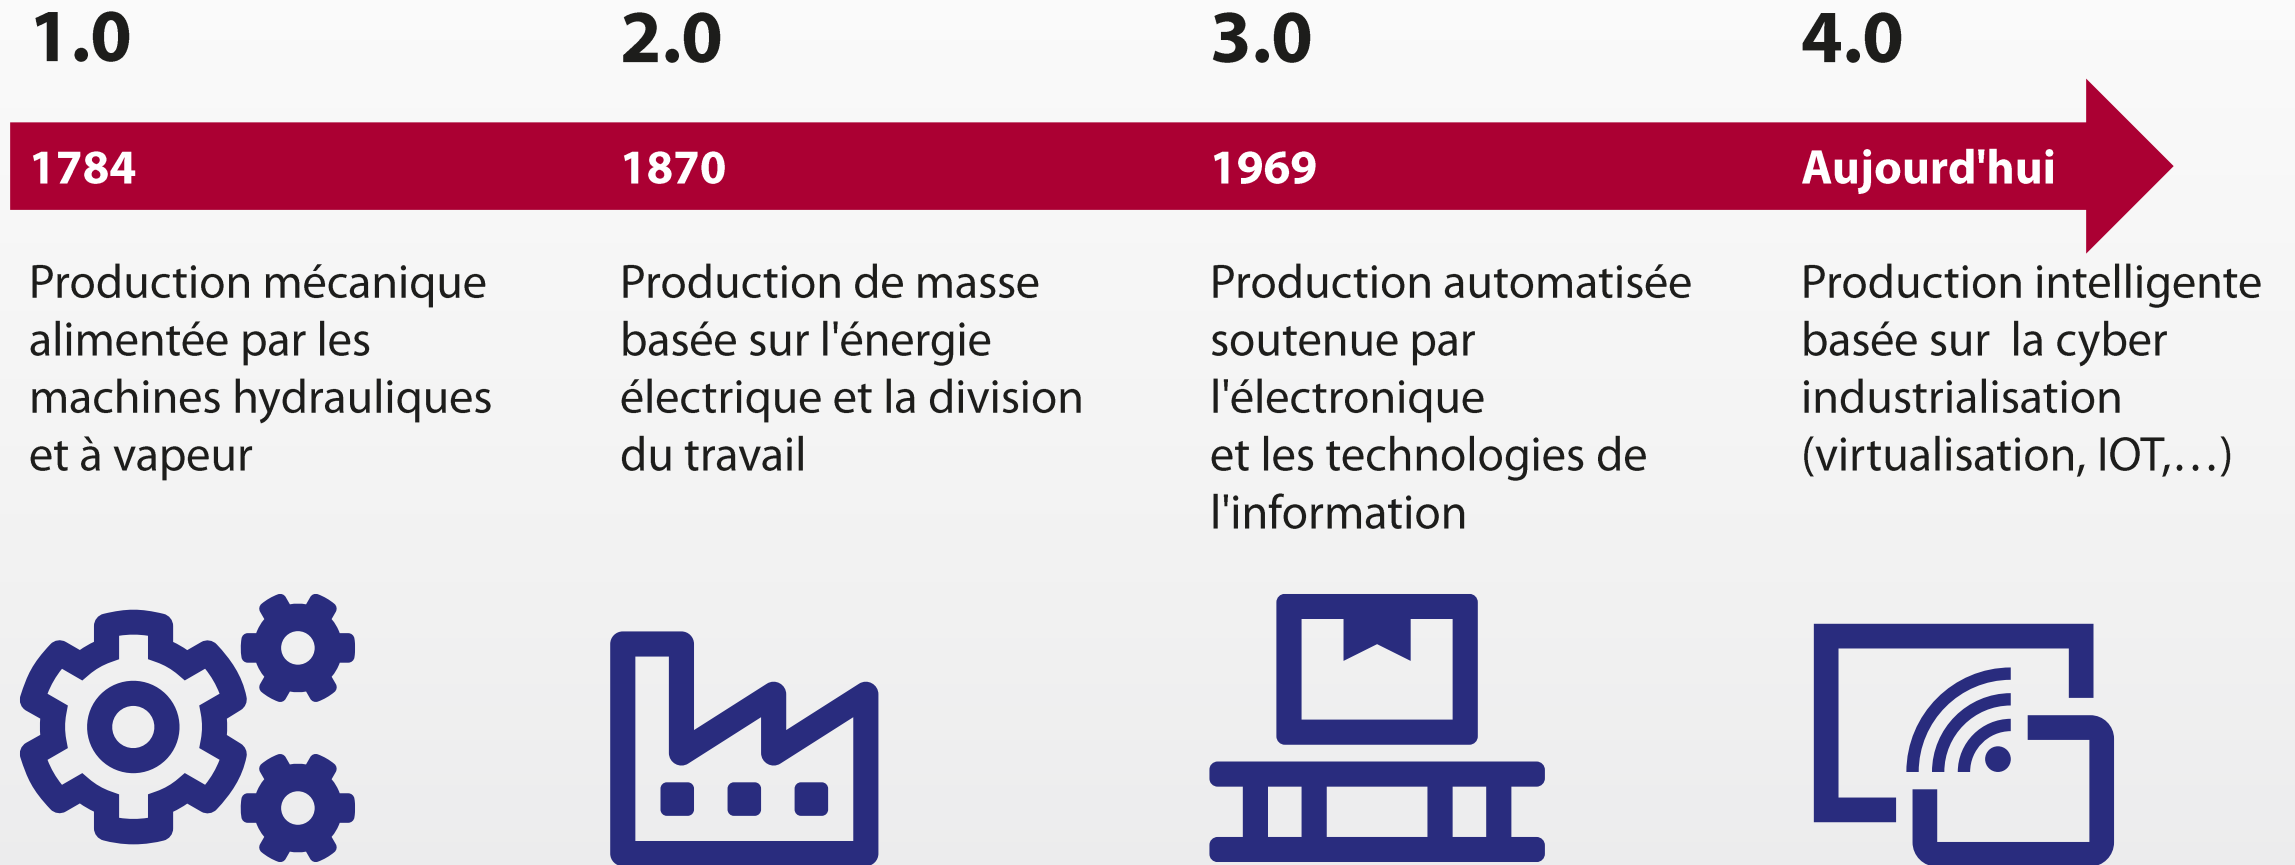 1.0
2.0
3.0
4.0
1784
1870
1969
Aujourd'hui
Production mécanique
alimentée par les
machines hydrauliques
et à vapeur
Production de masse
basée sur l'énergie
électrique et la division
du travail
Production automatisée
soutenue par
l'électronique
et les technologies de
l'information
Production intelligente
basée sur  la cyber
industrialisation
(virtualisation, IOT,…)